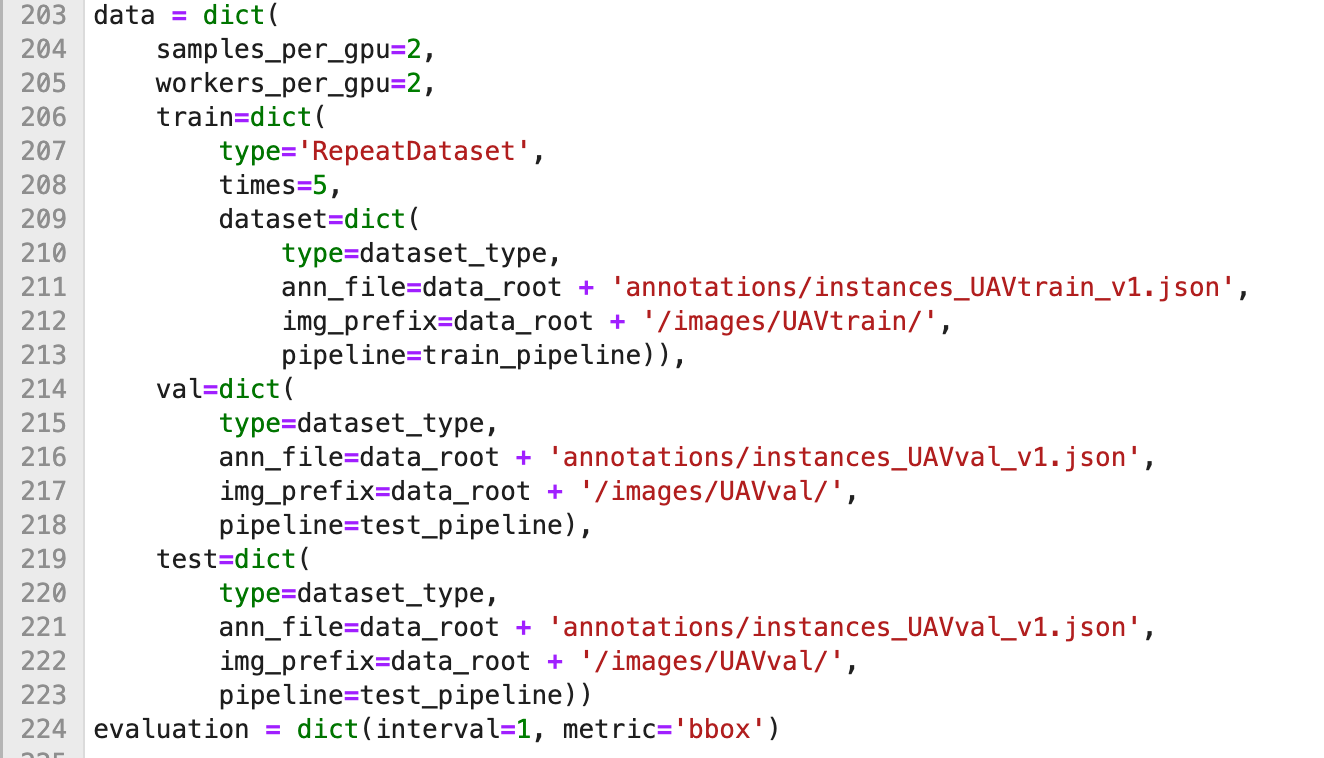 203 data = dict(
204     samples_per_gpu=2,
205     workers_per_gpu=2,
206     train=dict(
207         type='RepeatDataset',
208         times=5,
209         dataset=dict(
210             type=dataset_type,
211             ann_file=data_root + 'annotations/instances_UAVtrain_v1.json',
212             img_prefix=data_root + '/images/UAVtrain/',
213             pipeline=train_pipeline)),
214     val=dict(
215         type=dataset_type,
216         ann_file=data_root + 'annotations/instances_UAVval_v1.json',
217         img_prefix=data_root + '/images/UAVval/',
218         pipeline=test_pipeline),
219     test=dict(
220         type=dataset_type,
221         ann_file=data_root + 'annotations/instances_UAVval_v1.json',
222         img_prefix=data_root + '/images/UAVval/',
223         pipeline=test_pipeline))
224 evaluation = dict(interval=1, metric='bbox')